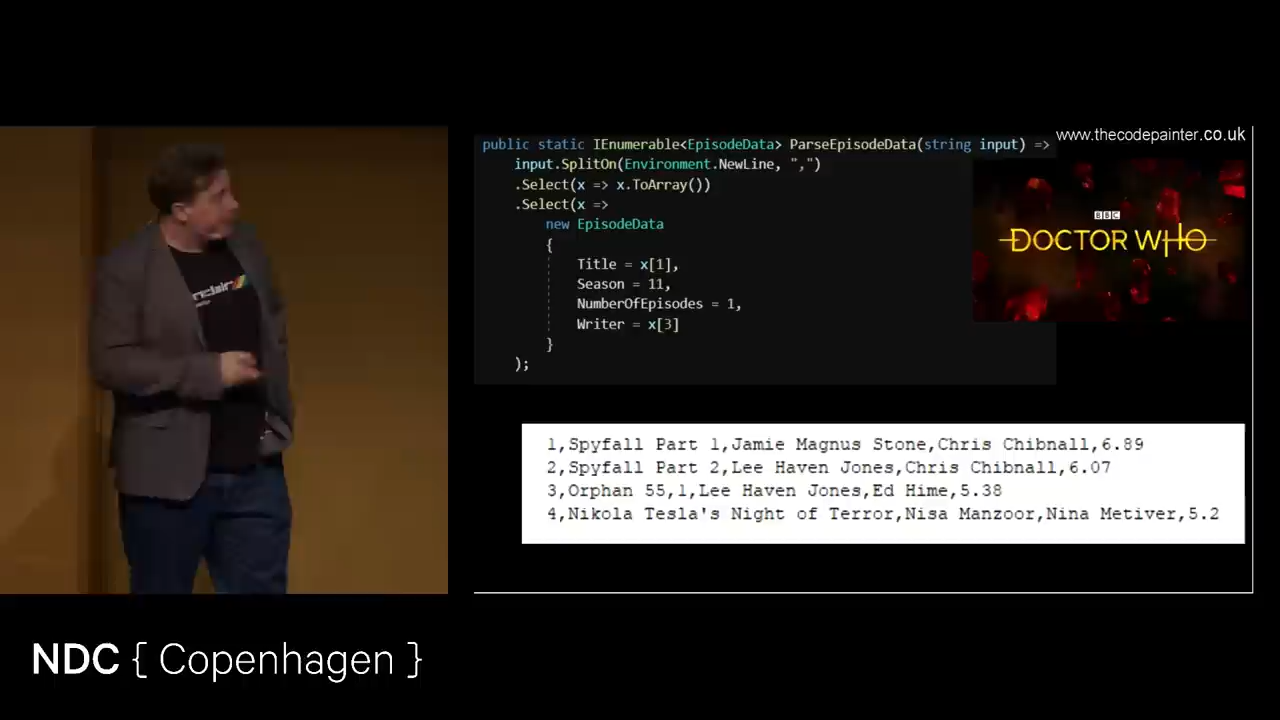 www.thecodepainter.co.uk
public static IEnumerable<EpisodeData> ParseEpisodeData(string input) =>
input.SplitOn(Environment.NewLine, ",")
.Select(x => x.ToArray())
.Select(x =>
new EpisodeData
{
Title = x[1],
Season = 11,
NumberOfEpisodes = 1,
Writer = x[3]
}
);
BBC
DOCTOR WHO
1,Spyfall Part 1,Jamie Magnus Stone,Chris Chibnall,6.89
2,Spyfall Part 2,Lee Haven Jones,Chris Chibnall,6.07
3,Orphan 55,1,Lee Haven Jones,Ed Hime,5.38
4,Nikola Tesla's Night of Terror,Nisa Manzoor,Nina Metiver,5.2
NDC { Copenhagen }